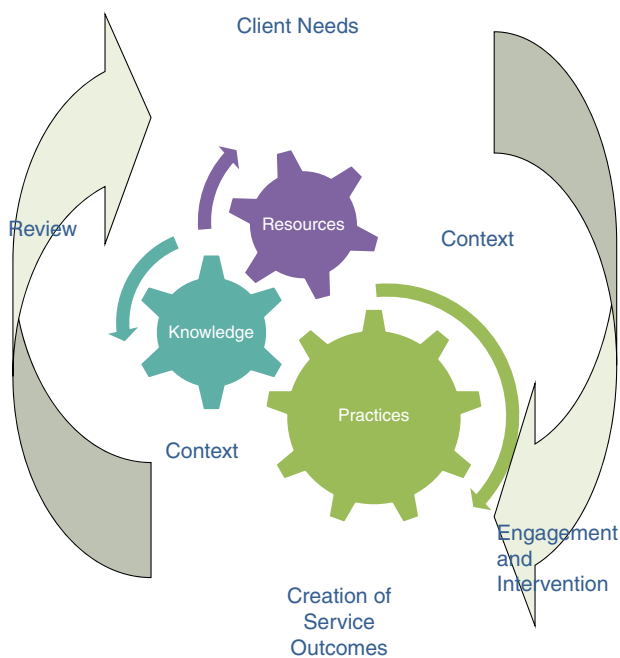 Client Needs
Resources
Review
Context
Knowledge
Practices
Context
Engagement
and
Intervention
Creation of
Service
Outcomes